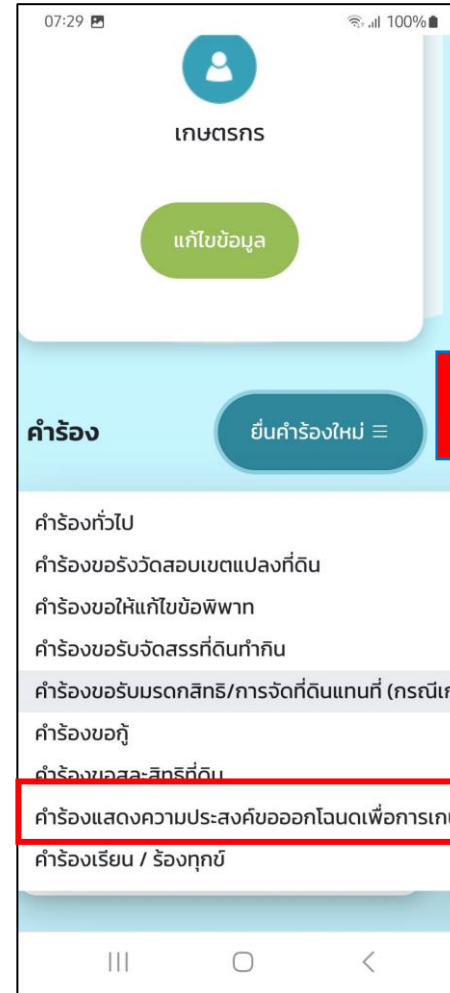 07:29 100%
เกษตรกร
แก้ไขข้อมูล
คำร้อง ยื่นคำร้องใหม่
คำร้องทั่วไป
คำร้องขอรังวัดสอบเขตแปลงที่ดิน
คำร้องขอให้แก้ไขข้อพิพาท
คำร้องขอรับจัดสรรที่ดินทำกิน
คำร้องขอรับมรดกสิทธิ/การจัดที่ดินแทนที่ (กรณีเก
คำร้องขอกู้
คำร้องขอสละสิทธิที่ดิน
คำร้องแสดงความประสงค์ขอออกโฉนดเพื่อการเก
คำร้องเรียน / ร้องทุกข์